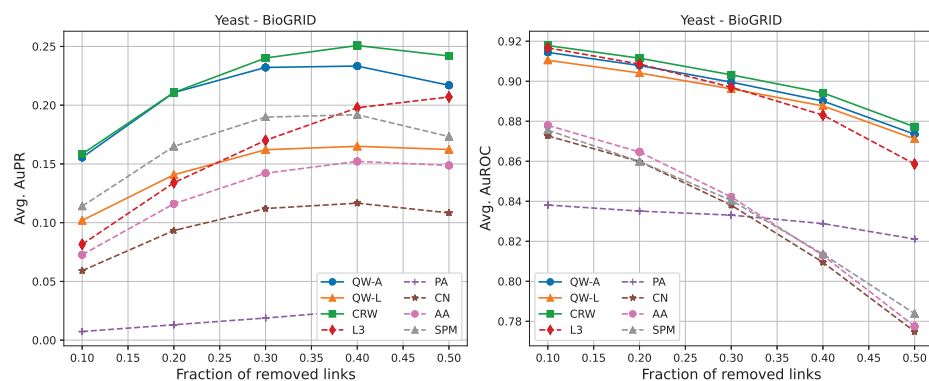 Yeast - BioGRID
Avg. AuPR
0.25
0.20
0.15
0.10
0.05
0.00
QW-A
QW-L
CRW
L3
PA
CN
AA
SPM
0.10 0.15 0.20 0.25 0.30 0.35 0.40 0.45 0.50
Fraction of removed links
Yeast - BioGRID
Avg. AuROC
0.92
0.90
0.88
0.86
0.84
0.82
0.80
0.78
QW-A
QW-L
CRW
L3
PA
CN
AA
SPM
0.10 0.15 0.20 0.25 0.30 0.35 0.40 0.45 0.50
Fraction of removed links